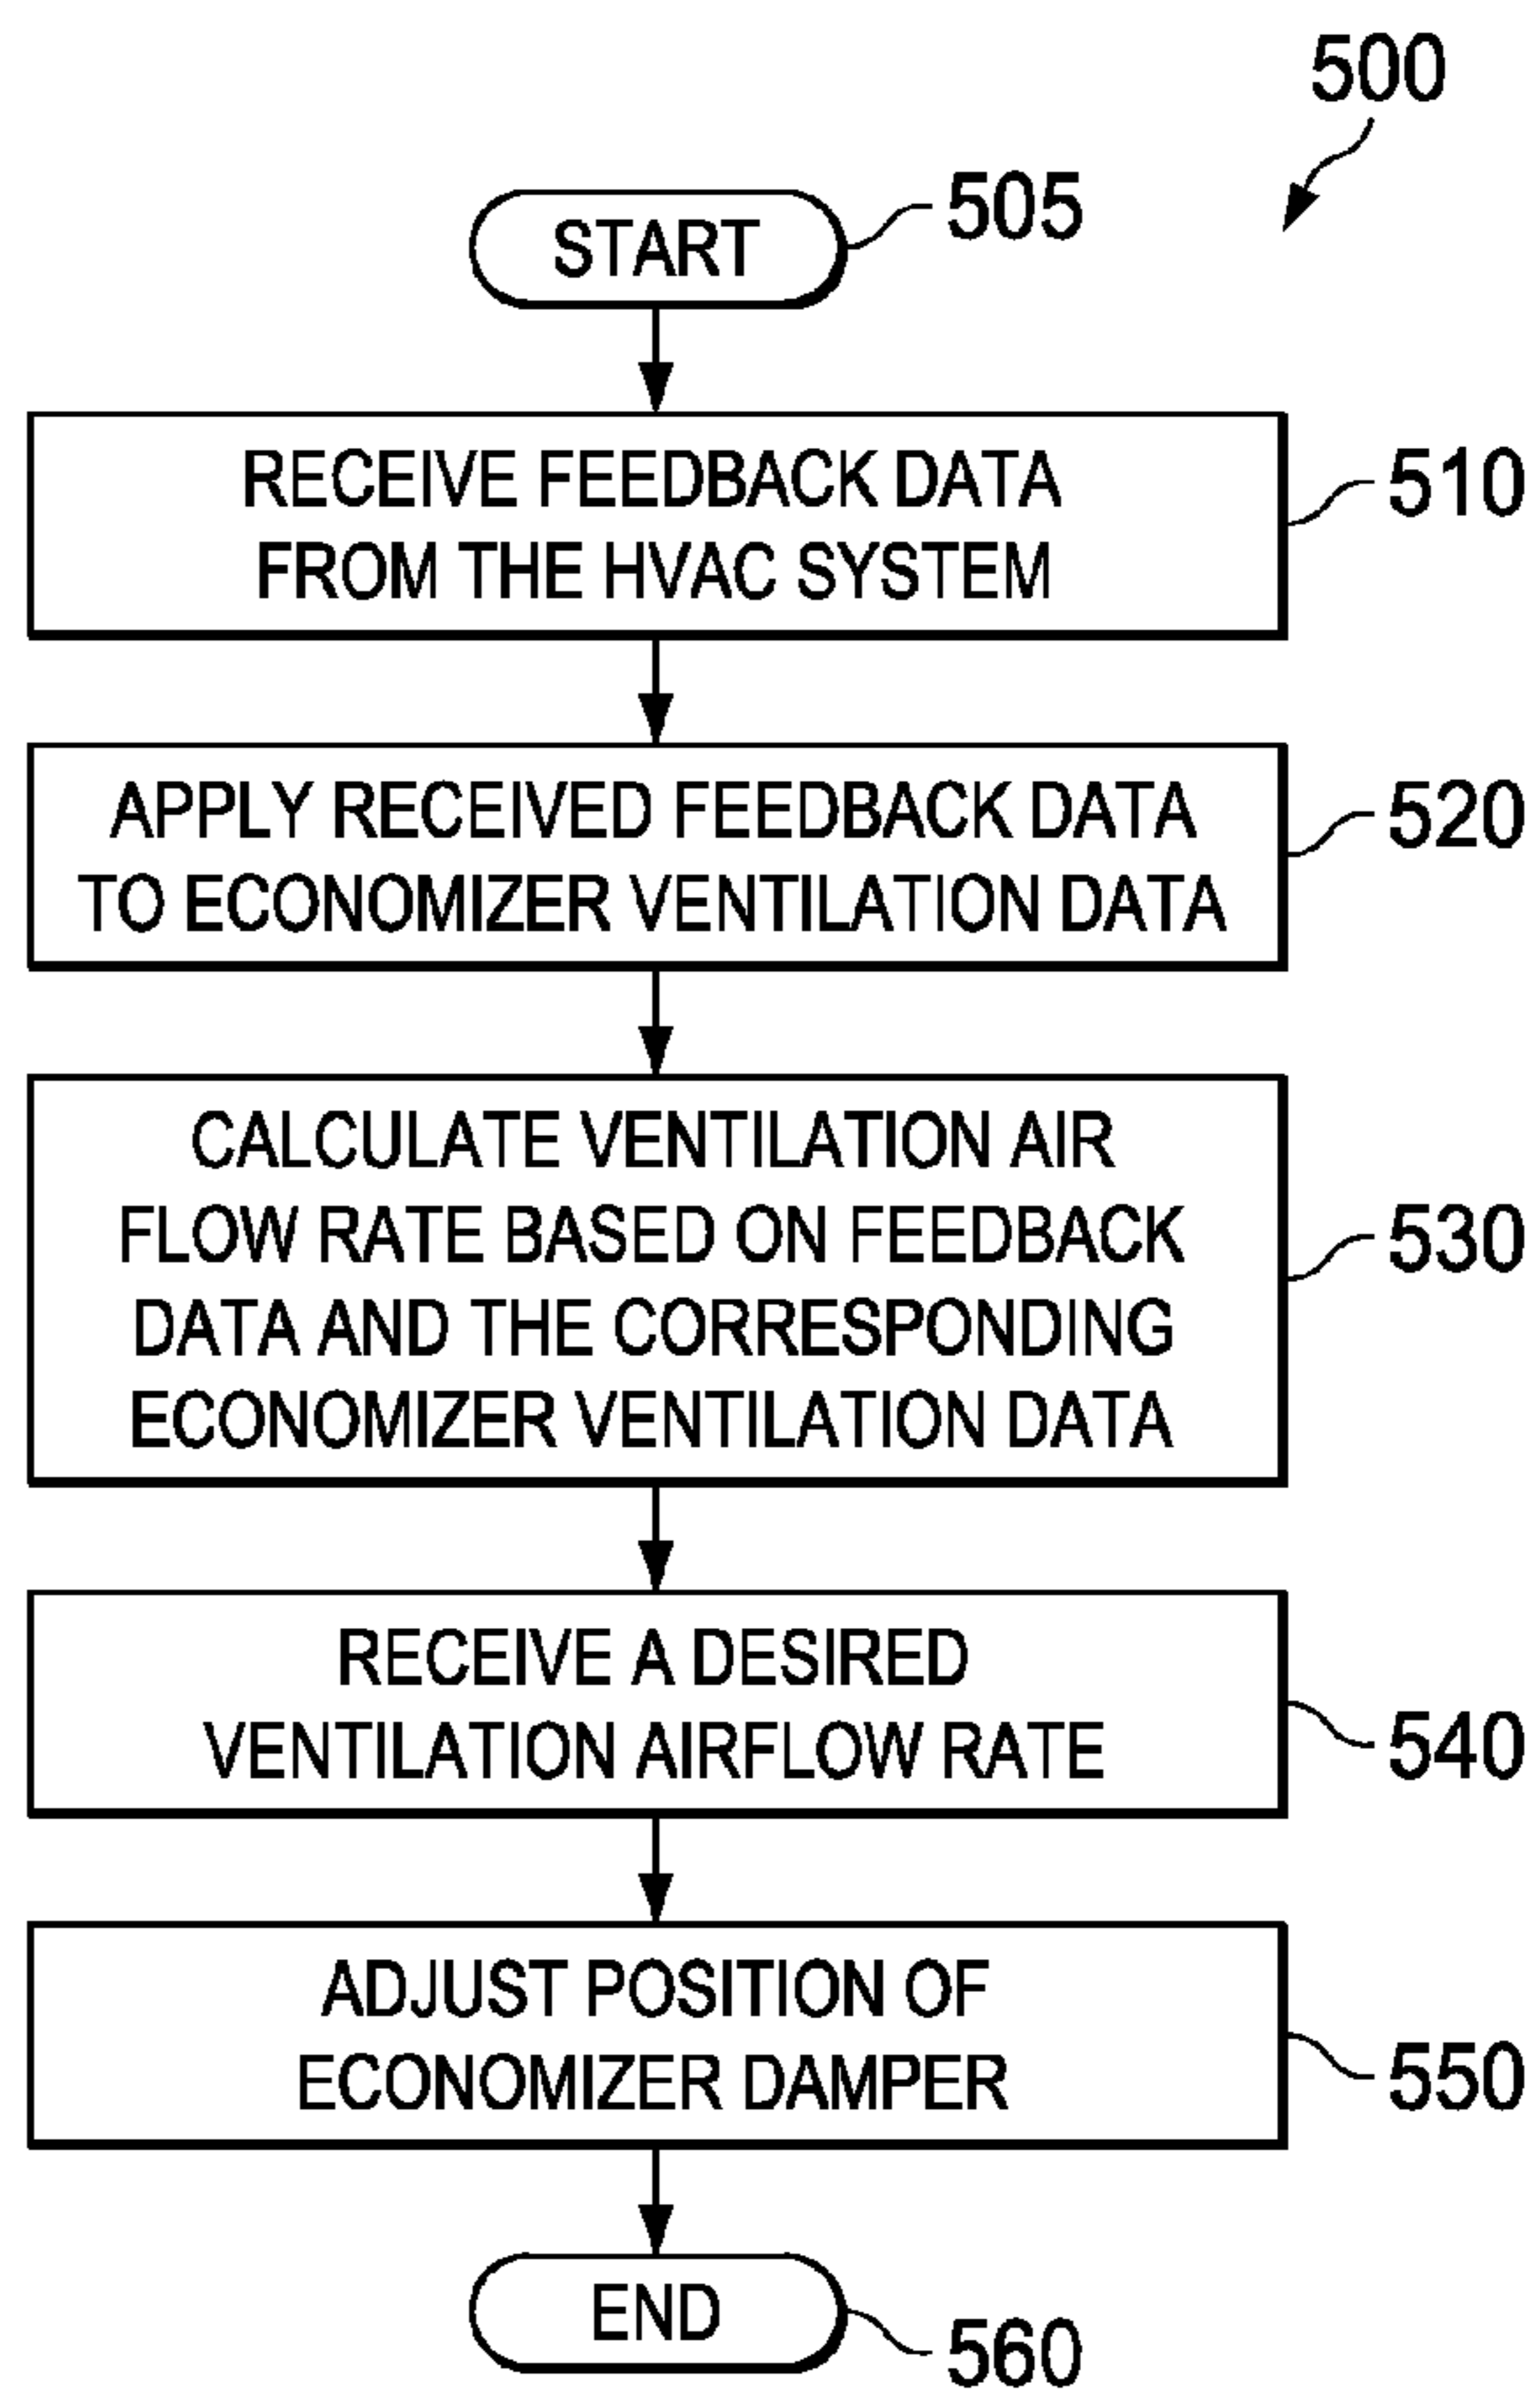 500
START
505
RECEIVE FEEDBACK DATA
FROM THE HVAC SYSTEM
510
APPLY RECEIVED FEEDBACK DATA
TO ECONOMIZER VENTILATION DATA
520
CALCULATE VENTILATION AIR
FLOW RATE BASED ON FEEDBACK
DATA AND THE CORRESPONDING
ECONOMIZER VENTILATION DATA
530
RECEIVE A DESIRED
VENTILATION AIRFLOW RATE
540
ADJUST POSITION OF
ECONOMIZER DAMPER
550
END
560